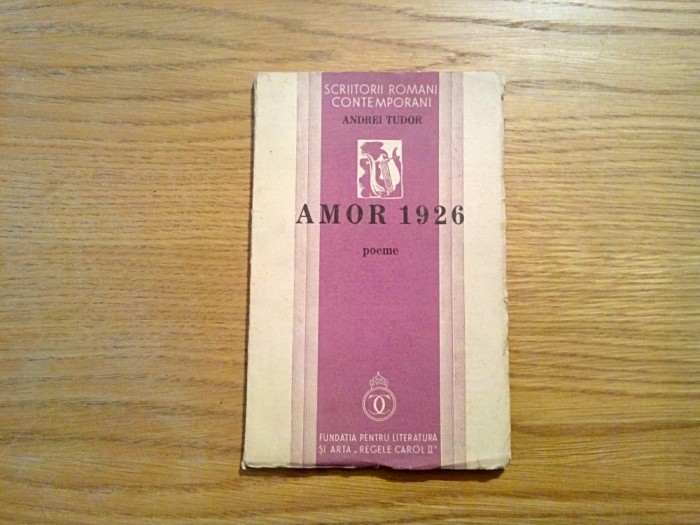 SCRIITORII ROMANI
CONTEMPORANI
ANDREI TUDOR
AMOR 1926
poeme
FUNDATIA PENTRU LITERATURA
ȘI ARTA „REGELE CAROL II"